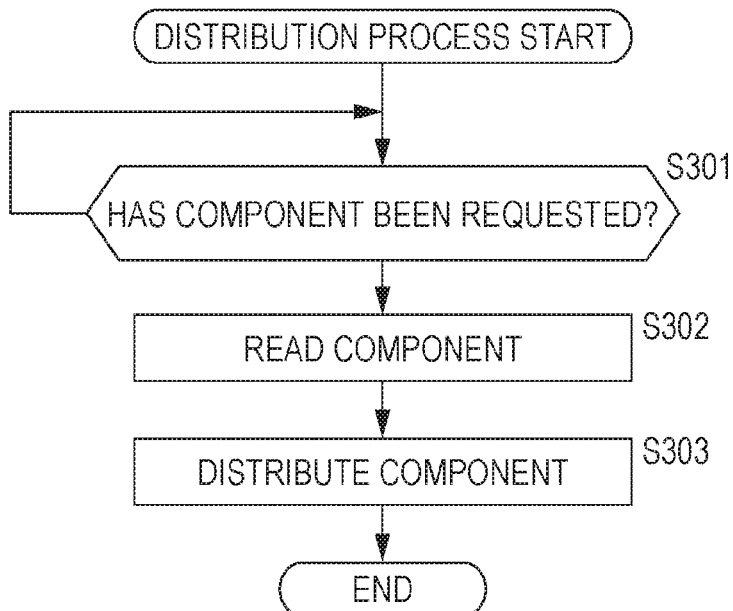 DISTRIBUTION PROCESS START
S301
HAS COMPONENT BEEN REQUESTED?
S302
READ COMPONENT
S303
DISTRIBUTE COMPONENT
END